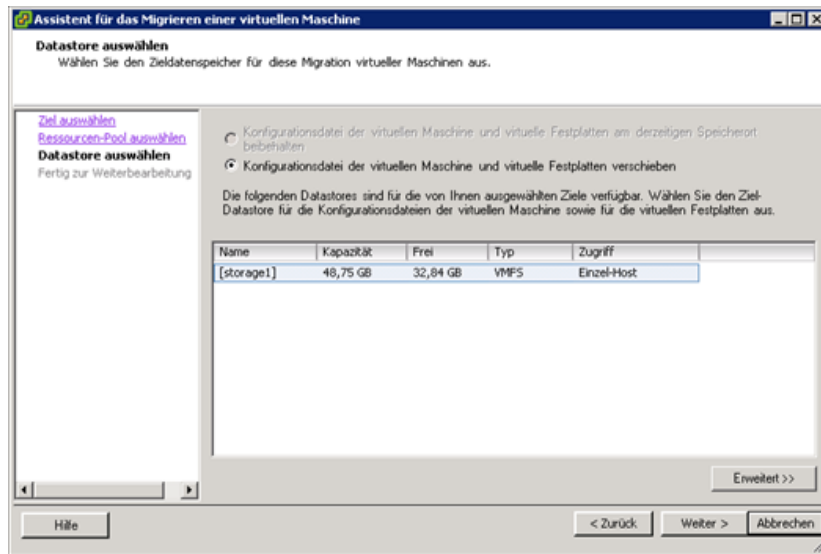 Assistent für das Migrieren einer virtuellen Maschine
Datastore auswählen
Wählen Sie den Zieldatenspeicher für diese Migration virtueller Maschinen aus.
Ziel auswählen
Ressourcen-Pool auswählen
Datastore auswählen
Fertig zur Weiterbearbeitung
Konfigurationsdatei der virtuellen Maschine und virtuelle Festplatten am derzeitigen Speicherort
beibehalten
Konfigurationsdatei der virtuellen Maschine und virtuelle Festplatten verschieben
Die folgenden Datastores sind für die von Ihnen ausgewählten Ziele verfügbar. Wählen Sie den Ziel-
Datastore für die Konfigurationsdateien der virtuellen Maschine sowie für die virtuellen Festplatten aus.
Name Kapazität Frei Typ Zugriff
[storage1] 48,75 GB 32,84 GB VMFS Einzel-Host
Erweitert >>
Hilfe < Zurück Weiter > Abbrechen